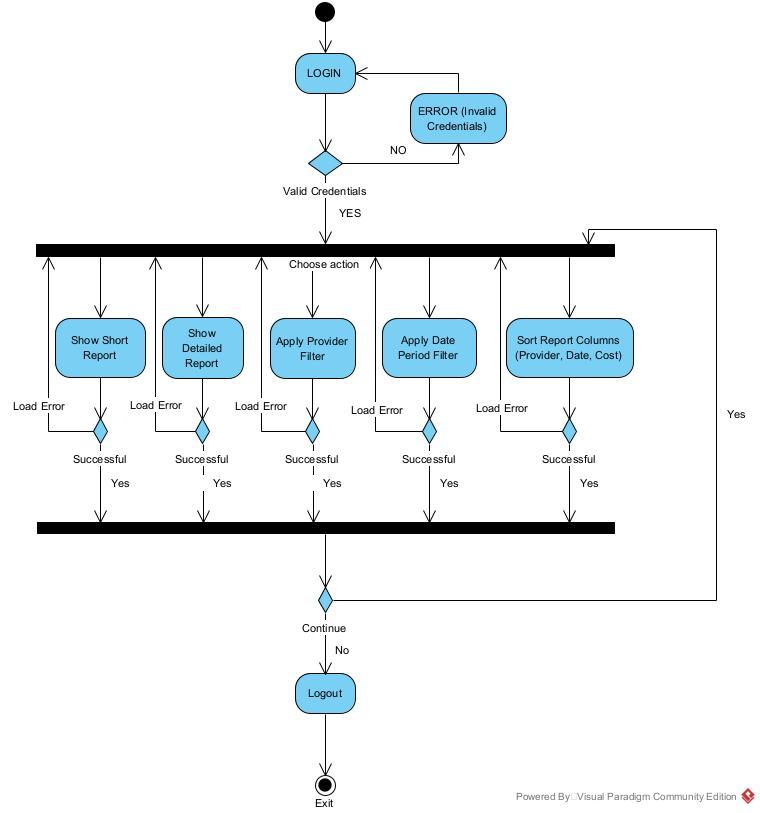 LOGIN
ERROR (Invalid
Credentials)
NO
Valid Credentials
YES
Choose action
Show Short
Report
Show
Detailed
Report
Apply Provider
Filter
Apply Date
Period Filter
Sort Report Columns
(Provider, Date, Cost)
Load Error
Load Error
Load Error
Load Error
Load Error
Yes
Successful
Successful
Successful
Successful
Successful
Yes
Yes
Yes
Yes
Yes
Continue
No
Logout
Exit
Powered By Visual Paradigm Community Edition